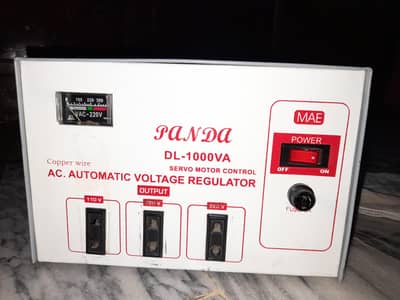 MAE
PANDA
POWER
DL-1000VA
OFF ON
SERVO MOTOR CONTROL
Copper wire
AC. AUTOMATIC VOLTAGE REGULATOR
OUTPUT
110 V
AC-220V